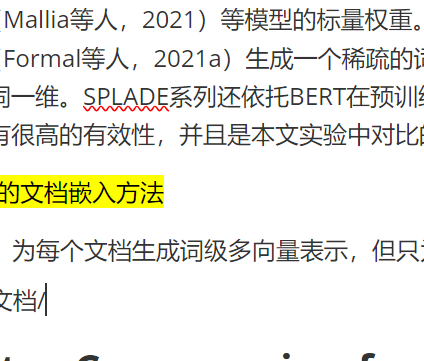 （Mallia等人，2021）等模型的标量权重。
（Formal等人，2021a）生成一个稀疏的词
同一维。SPLADE系列还依托BERT在预训练
有很高的有效性，并且是本文实验中对比的
的文档嵌入方法
，为每个文档生成词级多向量表示，但只为
文档/